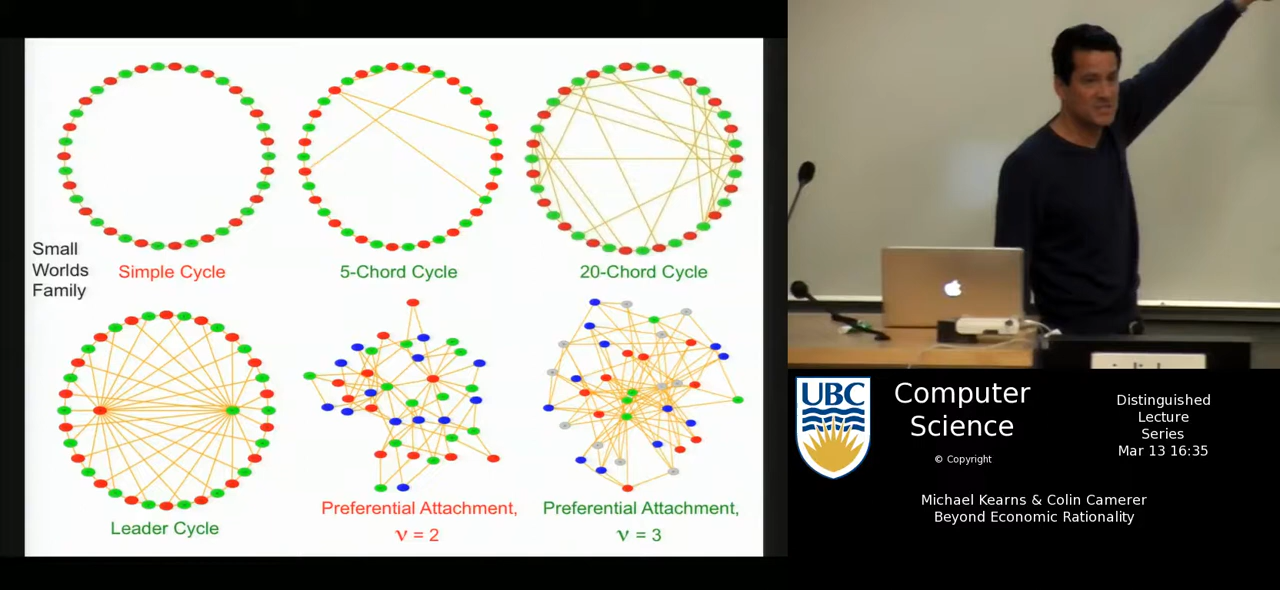 Small
Worlds
Family
Simple Cycle
5-Chord Cycle
20-Chord Cycle
Leader Cycle
Preferential Attachment,
ν = 2
Preferential Attachment,
ν = 3
UBC
Computer
Science
© Copyright
Distinguished
Lecture
Series
Mar 13 16:35
Michael Kearns & Colin Camerer
Beyond Economic Rationality